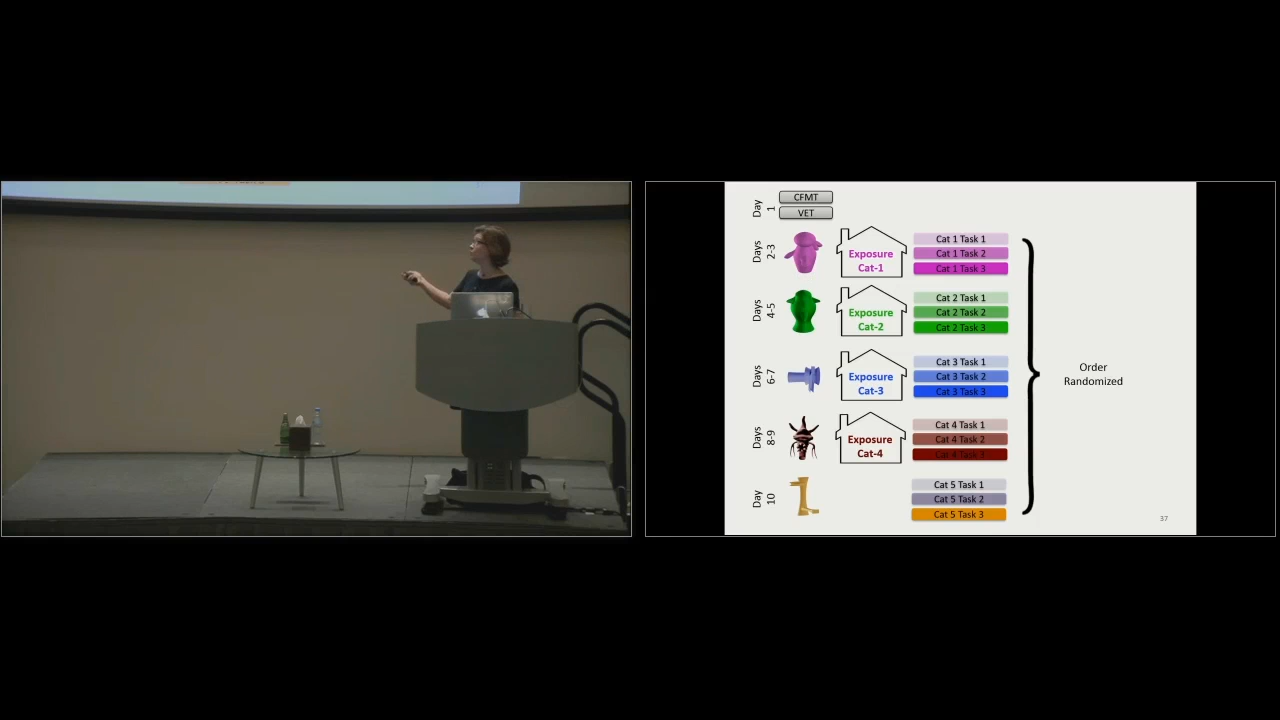 Day 1
CFMT
VET
Days 2-3
Exposure
Cat-1
Cat 1 Task 1
Cat 1 Task 2
Cat 1 Task 3
Days 4-5
Exposure
Cat-2
Cat 2 Task 1
Cat 2 Task 2
Cat 2 Task 3
Days 6-7
Exposure
Cat-3
Cat 3 Task 1
Cat 3 Task 2
Cat 3 Task 3
Days 8-9
Exposure
Cat-4
Cat 4 Task 1
Cat 4 Task 2
Cat 4 Task 3
Day 10
Cat 5 Task 1
Cat 5 Task 2
Cat 5 Task 3
Order
Randomized
37